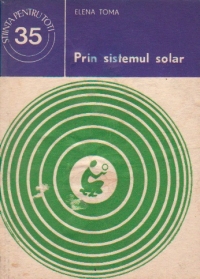 ȘTIINȚA PENTRU TOȚI
35
ELENA TOMA
Prin sistemul solar